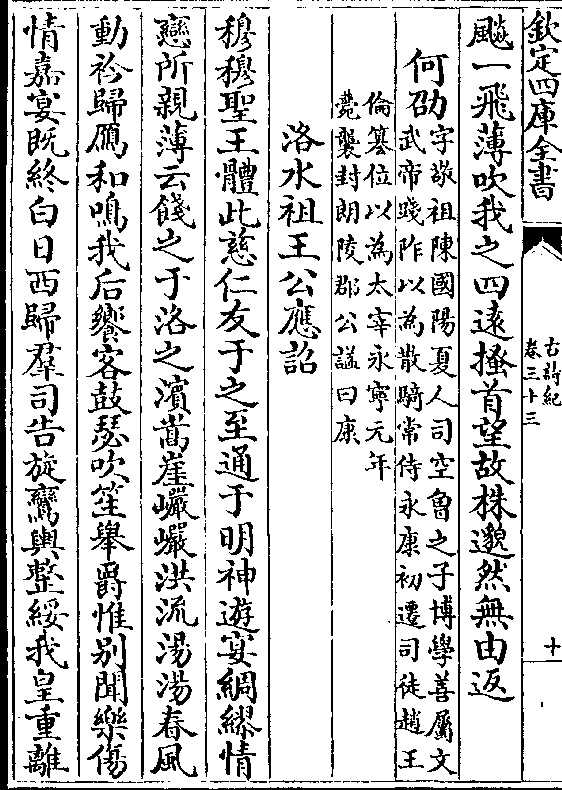 欽定四庫全書
古詩紀
卷三十三
十
飈一飛薄吹我之四遠搔首望故株邈然無由返
何劭
字敬祖陳國陽夏人司空魯之子博學善屬文
武帝踐阼以為散騎常侍永康初遷司徒趙王
倫簒位以為太宰永寧元年
薨襲封朗陵郡公諡曰康
洛水祖王公應詔
穆穆聖王體此慈仁友于之至通于明神遊宴綢繆情
戀所親薄云餞之于洛之濱嵩崖巖巖洪流湯湯春風
動衿歸鴈和鳴我后饗客鼓瑟吹笙舉爵惟别聞樂傷
情嘉宴既終白日西歸羣司告旋鸞輿整綏我皇重離